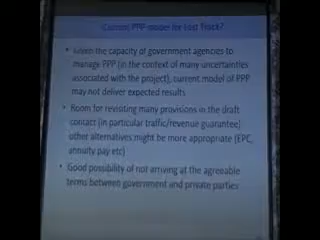 Current PPP model for Fast Track?
• Given the capacity of government agencies to
manage PPP (in the context of many uncertainties
associated with the project), current model of PPP
may not deliver expected results
• Room for revisiting many provisions in the draft
contact (in particular traffic/revenue guarantee)
other alternatives might be more appropriate (EPC,
annuity pay etc)
• Good possibility of not arriving at the agreeable
terms between government and private parties